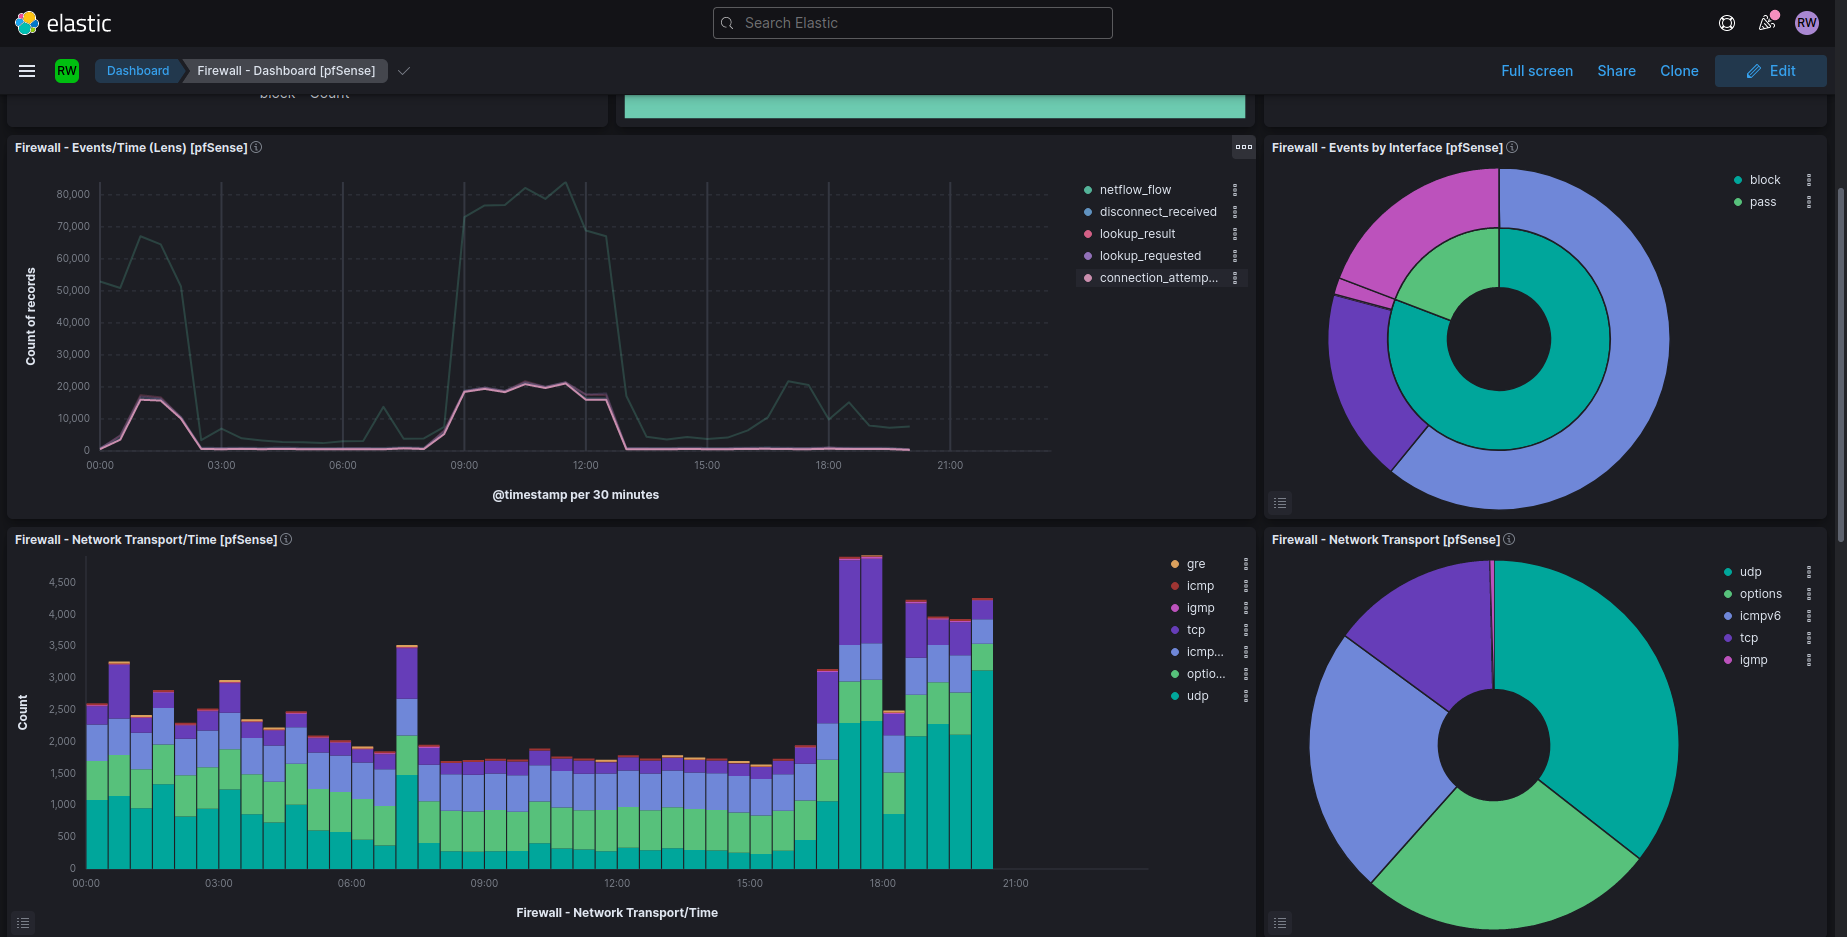 elastic
Search Elastic
RW
RW
Dashboard
Firewall - Dashboard [pfSense]
Full screen
Share
Clone
Edit
block - Count
Firewall - Events/Time (Lens) [pfSense]
80,000
70,000
60,000
50,000
40,000
30,000
20,000
10,000
0
Count of records
00:00 03:00 06:00 09:00 12:00 15:00 18:00 21:00
@timestamp per 30 minutes
netflow_flow
disconnect_received
lookup_result
lookup_requested
connection_attemp...
Firewall - Events by Interface [pfSense]
block
pass
Firewall - Network Transport/Time [pfSense]
4,500
4,000
3,500
3,000
2,500
2,000
1,500
1,000
500
0
Count
00:00 03:00 06:00 09:00 12:00 15:00 18:00 21:00
Firewall - Network Transport/Time
gre
icmp
igmp
tcp
icmp...
optio...
udp
Firewall - Network Transport [pfSense]
udp
options
icmpv6
tcp
igmp